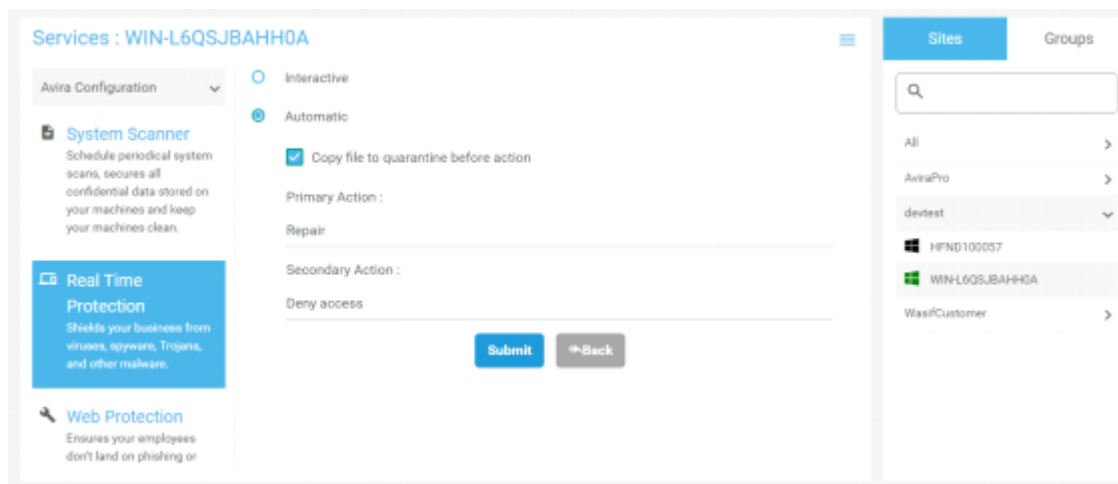 Services : WIN-L6QSJBAHH0A
Avira Configuration
System Scanner
Schedule periodical system
scans, secures all
confidential data stored on
your machines and keep
your machines clean.
Real Time
Protection
Shields your business from
viruses, spyware, Trojans,
and other malware.
Web Protection
Ensures your employees
don't land on phishing or
Interactive
Automatic
Copy file to quarantine before action
Primary Action :
Repair
Secondary Action :
Deny access
Submit
Back
Sites
Groups
All
AviraPro
devtest
HFND100057
WIN-L6QSJBAHH0A
WasifCustomer